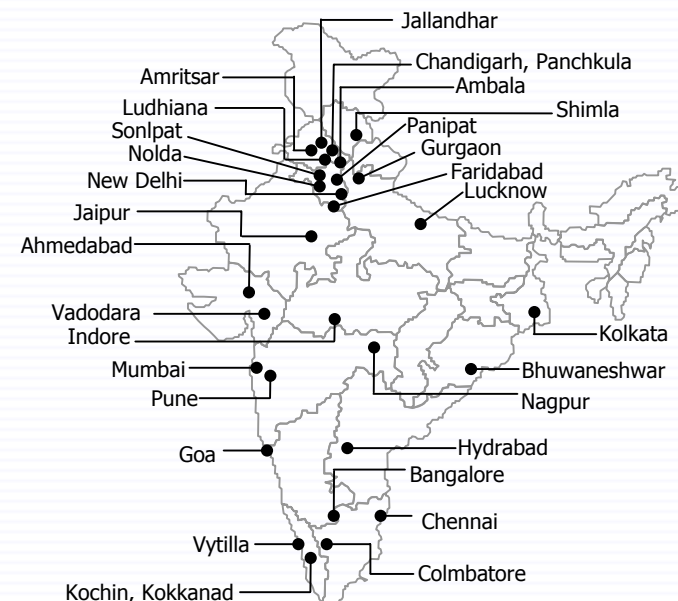 Jallandhar
Chandigarh, Panchkula
Amritsar
Ambala
Ludhiana
Shimla
Sonlpat
Panipat
Nolda
Gurgaon
New Delhi
Faridabad
Lucknow
Jaipur
Ahmedabad
Vadodara
Indore
Kolkata
Mumbai
Bhuwaneshwar
Pune
Nagpur
Goa
Hydrabad
Bangalore
Chennai
Vytilla
Colmbatore
Kochin, Kokkanad